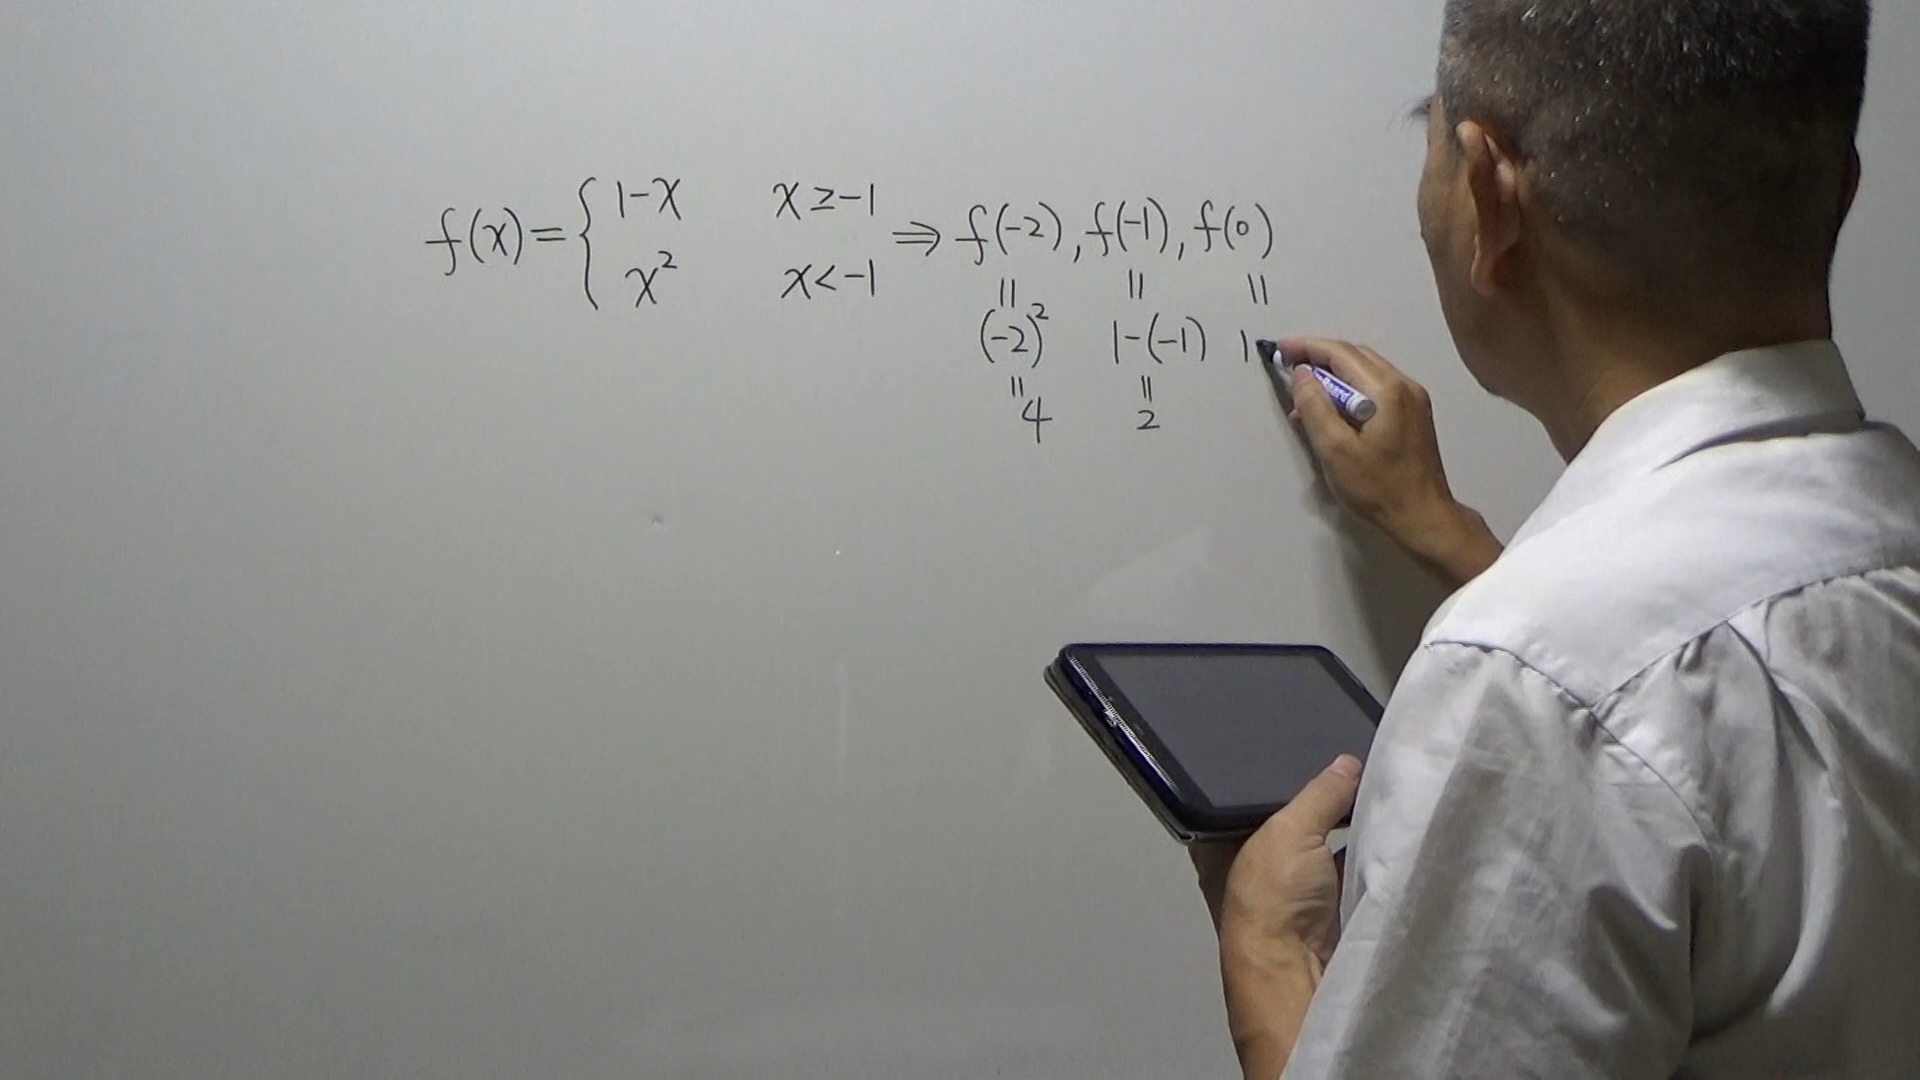 f(x)= { 1-x x≥-1 ⇒ f(-2), f(-1), f(0)
x² x<-1
= = =
(-2)² 1-(-1) 1
= =
4 2